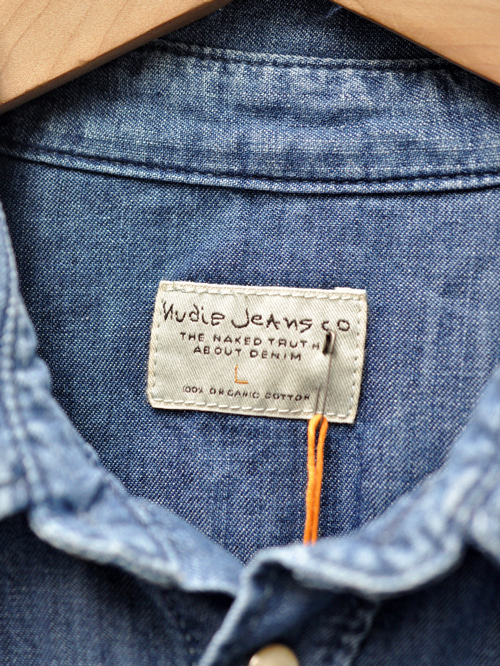 Nudie Jeans co
THE NAKED TRUTH
ABOUT DENIM
L
100% ORGANIC COTTON